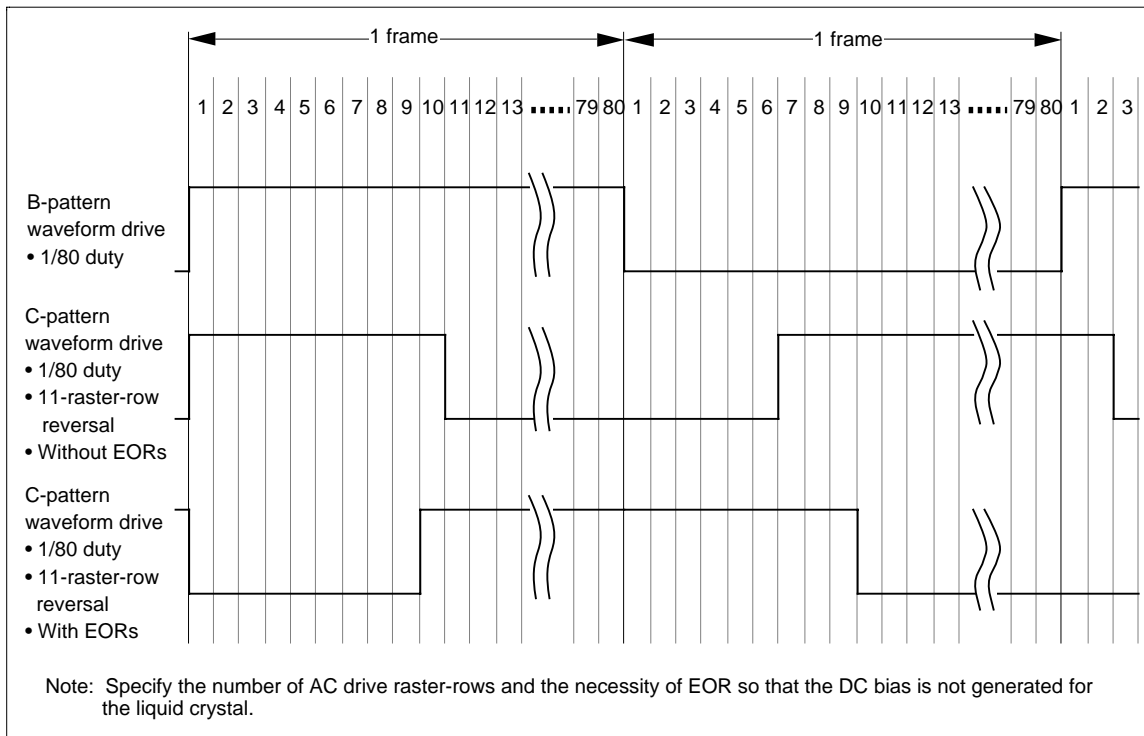 1 frame 1 frame
1 2 3 4 5 6 7 8 9 10 11 12 13 ...... 79 80 1 2 3 4 5 6 7 8 9 10 11 12 13 ...... 79 80 1 2 3
B-pattern
waveform drive
• 1/80 duty
C-pattern
waveform drive
• 1/80 duty
• 11-raster-row
reversal
• Without EORs
C-pattern
waveform drive
• 1/80 duty
• 11-raster-row
reversal
• With EORs
Note: Specify the number of AC drive raster-rows and the necessity of EOR so that the DC bias is not generated for
the liquid crystal.